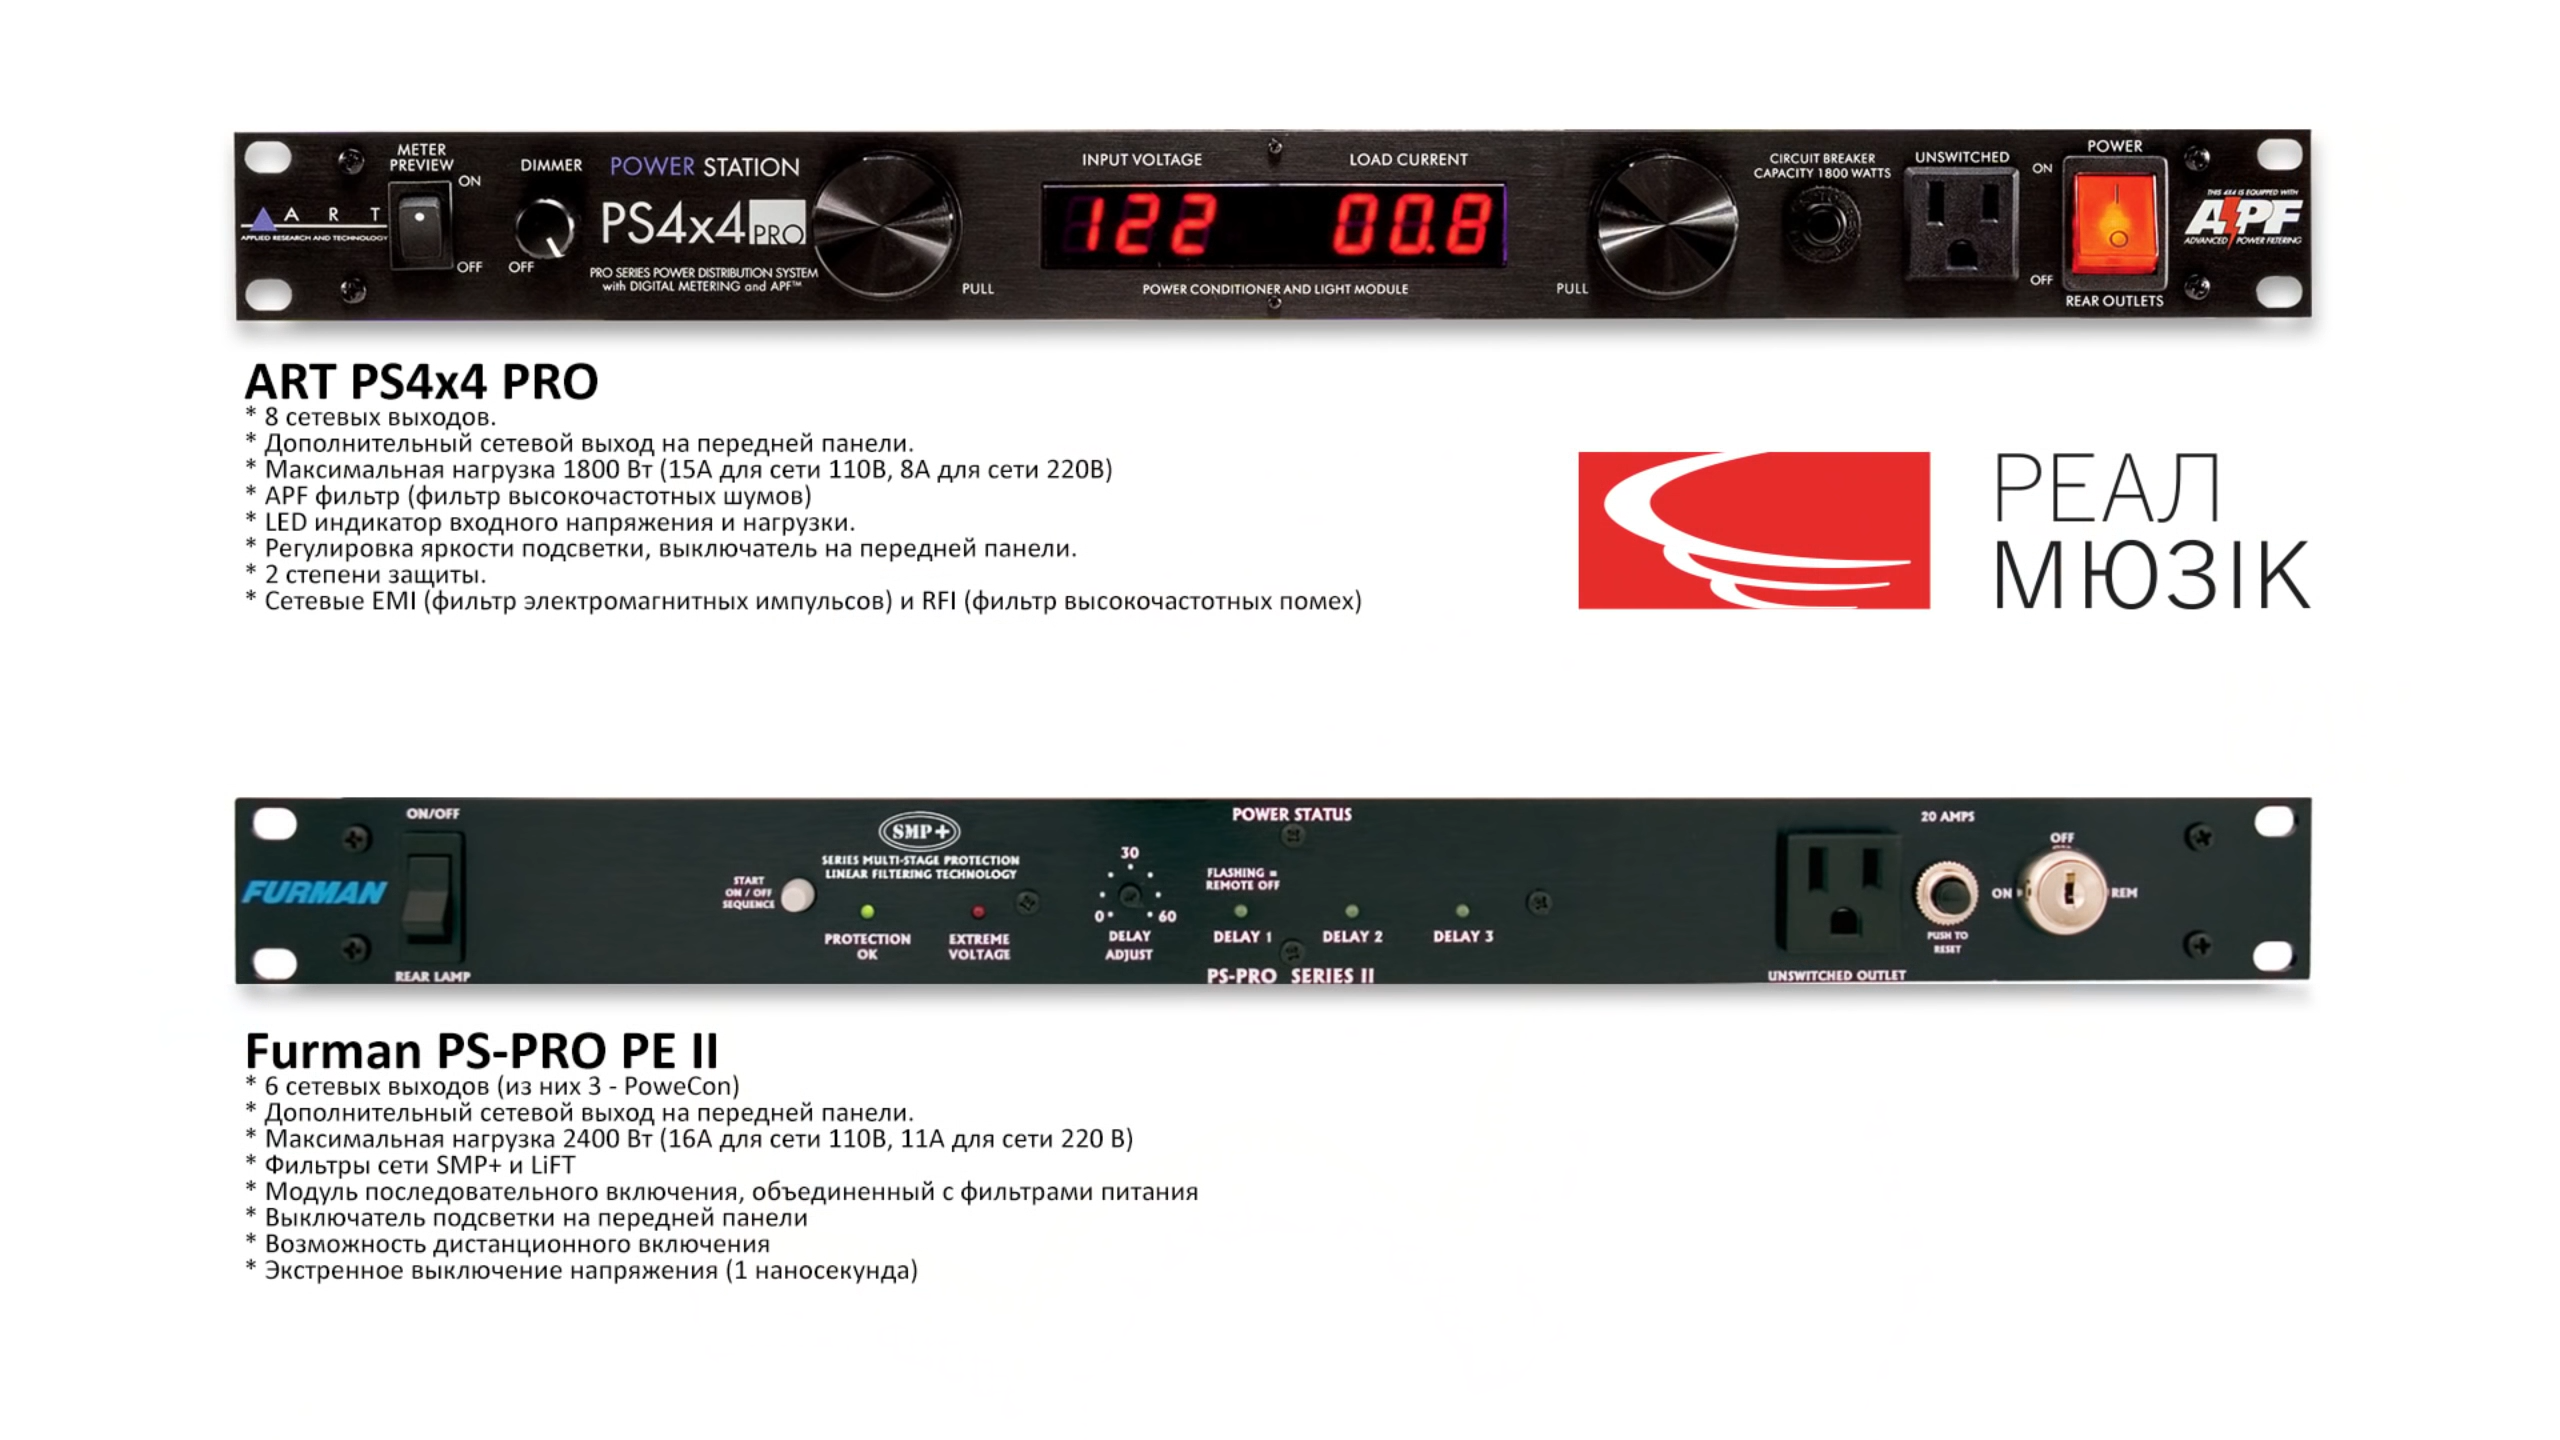 METER
PREVIEW
ON
OFF
A R T
APPLIED RESEARCH AND TECHNOLOGY
DIMMER
OFF
POWER STATION
PS4x4 PRO
PRO SERIES POWER DISTRIBUTION SYSTEM
with DIGITAL METERING and APF™
PULL
INPUT VOLTAGE
LOAD CURRENT
122
00.8
POWER CONDITIONER AND LIGHT MODULE
PULL
CIRCUIT BREAKER
CAPACITY 1800 WATTS
UNSWITCHED
POWER
ON
OFF
REAR OUTLETS
THIS 4X4 IS EQUIPPED WITH
APF
ADVANCED POWER FILTERING
ART PS4x4 PRO
* 8 сетевых выходов.
* Дополнительный сетевой выход на передней панели.
* Максимальная нагрузка 1800 Вт (15А для сети 110В, 8А для сети 220В)
* APF фильтр (фильтр высокочастотных шумов)
* LED индикатор входного напряжения и нагрузки.
* Регулировка яркости подсветки, выключатель на передней панели.
* 2 степени защиты.
* Сетевые EMI (фильтр электромагнитных импульсов) и RFI (фильтр высокочастотных помех)
РЕАЛ
МЮЗІК
ON/OFF
FURMAN
REAR LAMP
START
ON / OFF
SEQUENCE
SMP+
SERIES MULTI-STAGE PROTECTION
LINEAR FILTERING TECHNOLOGY
PROTECTION
OK
EXTREME
VOLTAGE
30
0
60
DELAY
ADJUST
POWER STATUS
FLASHING =
REMOTE OFF
DELAY 1
DELAY 2
DELAY 3
PS-PRO SERIES II
UNSWITCHED OUTLET
20 AMPS
PUSH TO
RESET
OFF
ON
REM
Furman PS-PRO PE II
* 6 сетевых выходов (из них 3 - PoweCon)
* Дополнительный сетевой выход на передней панели.
* Максимальная нагрузка 2400 Вт (16А для сети 110В, 11А для сети 220 В)
* Фильтры сети SMP+ и LiFT
* Модуль последовательного включения, объединенный с фильтрами питания
* Выключатель подсветки на передней панели
* Возможность дистанционного включения
* Экстренное выключение напряжения (1 наносекунда)